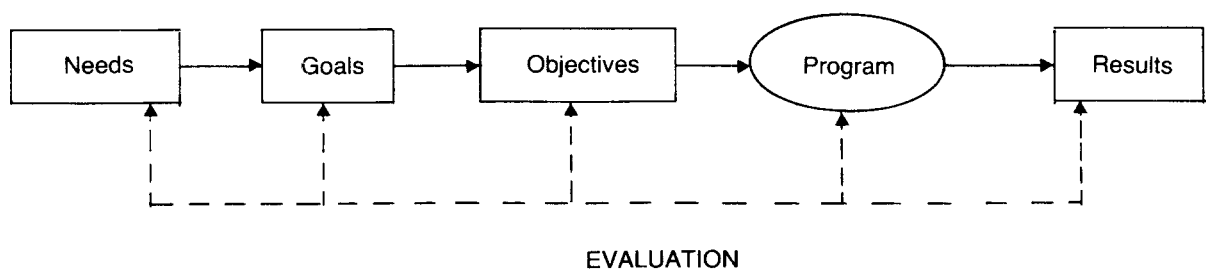 Needs
Goals
Objectives
Program
Results
EVALUATION